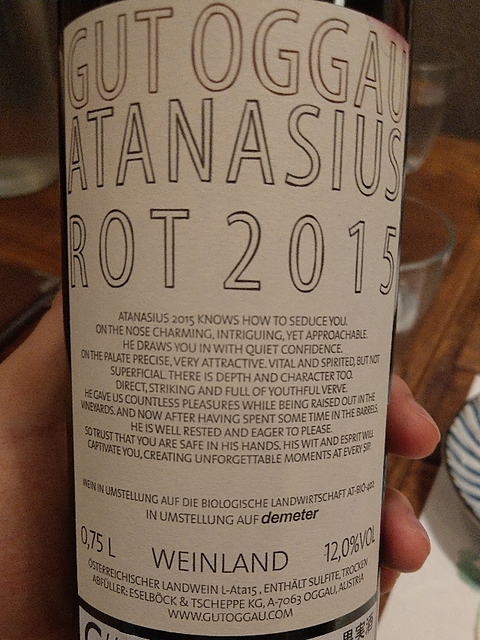 GUT OGGAU
ATANASIUS
ROT 2015
ATANASIUS 2015 KNOWS HOW TO SEDUCE YOU.
ON THE NOSE CHARMING, INTRIGUING, YET APPROACHABLE.
HE DRAWS YOU IN WITH QUIET CONFIDENCE.
ON THE PALATE PRECISE, VERY ATTRACTIVE. VITAL AND SPIRITED, BUT NOT
SUPERFICIAL. THERE IS DEPTH AND CHARACTER TOO.
DIRECT, STRIKING AND FULL OF YOUTHFUL VERVE.
HE GAVE US COUNTLESS PLEASURES WHILE BEING RAISED OUT IN THE
VINEYARDS. AND NOW AFTER HAVING SPENT SOME TIME IN THE BARRELS,
HE IS WELL RESTED AND EAGER TO PLEASE.
SO TRUST THAT YOU ARE SAFE IN HIS HANDS. HIS WIT AND ESPRIT WILL
CAPTIVATE YOU, CREATING UNFORGETTABLE MOMENTS AT EVERY SIP.
WEIN IN UMSTELLUNG AUF DIE BIOLOGISCHE LANDWIRTSCHAFT AT-BIO-402
IN UMSTELLUNG AUF demeter
0,75 L WEINLAND 12,0%VOL
ÖSTERREICHISCHER LANDWEIN L-Ata15, ENTHÄLT SULFITE, TROCKEN
ABFÜLLER: ESELBÖCK & TSCHEPPE KG, A-7063 OGGAU, AUSTRIA
WWW.GUTOGGAU.COM
果実酒